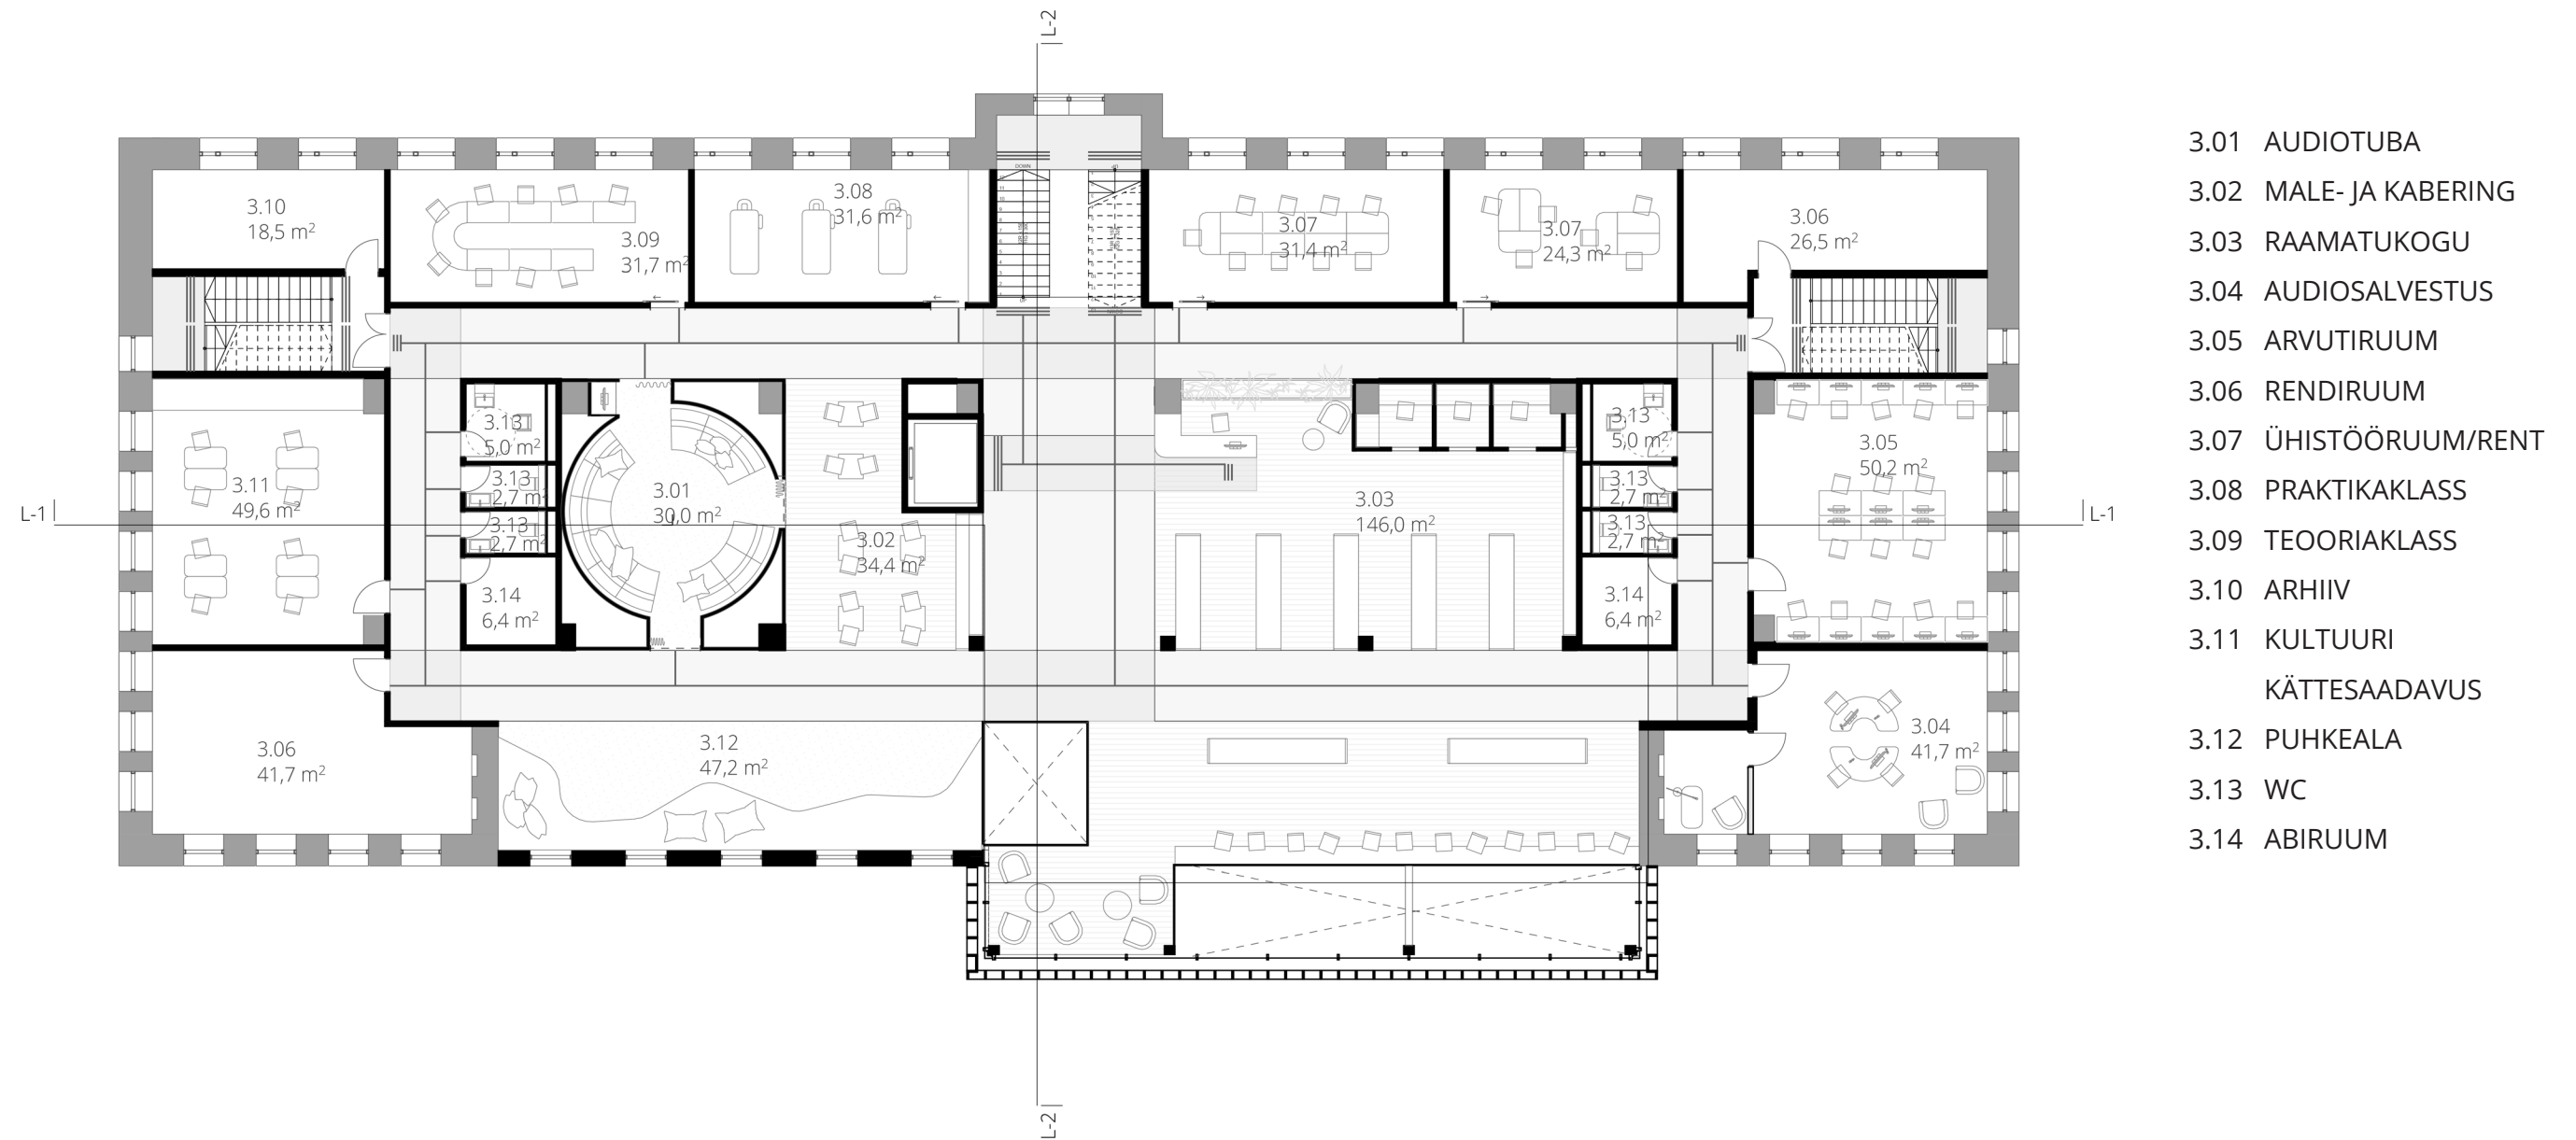 L-2
3.10
18,5 m²
3.09
31,7 m²
3.08
31,6 m²
DOWN
UP
3.07
31,4 m²
3.07
24,3 m²
3.06
26,5 m²
3.13
5,0 m²
3.13
2,7 m²
3.13
2,7 m²
3.14
6,4 m²
3.11
49,6 m²
3.01
30,0 m²
3.02
34,4 m²
3.03
146,0 m²
3.13
5,0 m²
3.13
2,7 m²
3.13
2,7 m²
3.14
6,4 m²
3.05
50,2 m²
L-1
L-1
3.06
41,7 m²
3.12
47,2 m²
3.04
41,7 m²
L-2
3.01 AUDIOTUBA
3.02 MALE- JA KABERING
3.03 RAAMATUKOGU
3.04 AUDIOSALVESTUS
3.05 ARVUTIRUUM
3.06 RENDIRUUM
3.07 ÜHISTÖÖRUUM/RENT
3.08 PRAKTIKAKLASS
3.09 TEOORIAKLASS
3.10 ARHIIV
3.11 KULTUURI
KÄTTESAADAVUS
3.12 PUHKEALA
3.13 WC
3.14 ABIRUUM